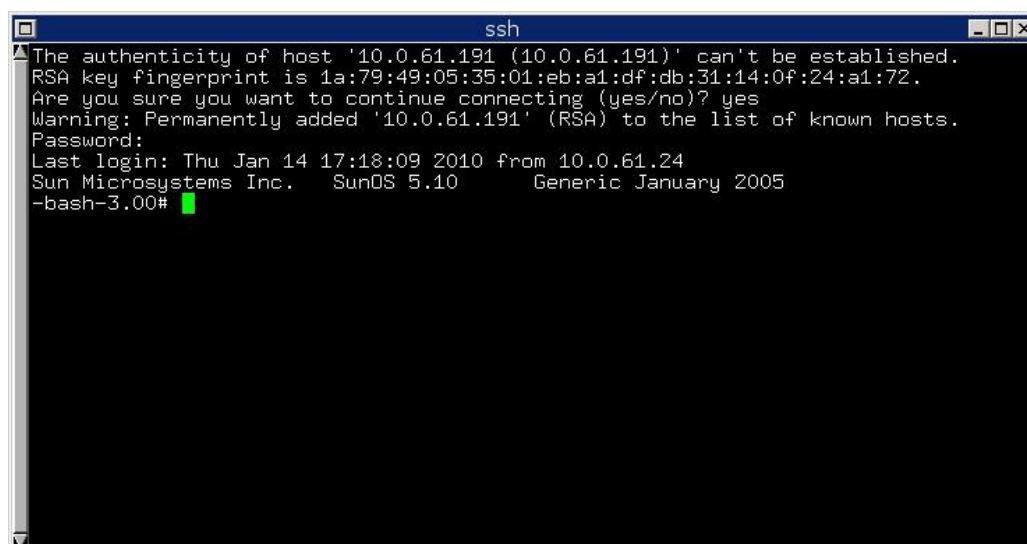 ssh
The authenticity of host '10.0.61.191 (10.0.61.191)' can't be established.
RSA key fingerprint is 1a:79:49:05:35:01:eb:a1:df:db:31:14:0f:24:a1:72.
Are you sure you want to continue connecting (yes/no)? yes
Warning: Permanently added '10.0.61.191' (RSA) to the list of known hosts.
Password:
Last login: Thu Jan 14 17:18:09 2010 from 10.0.61.24
Sun Microsystems Inc.   SunOS 5.10      Generic January 2005
-bash-3.00#